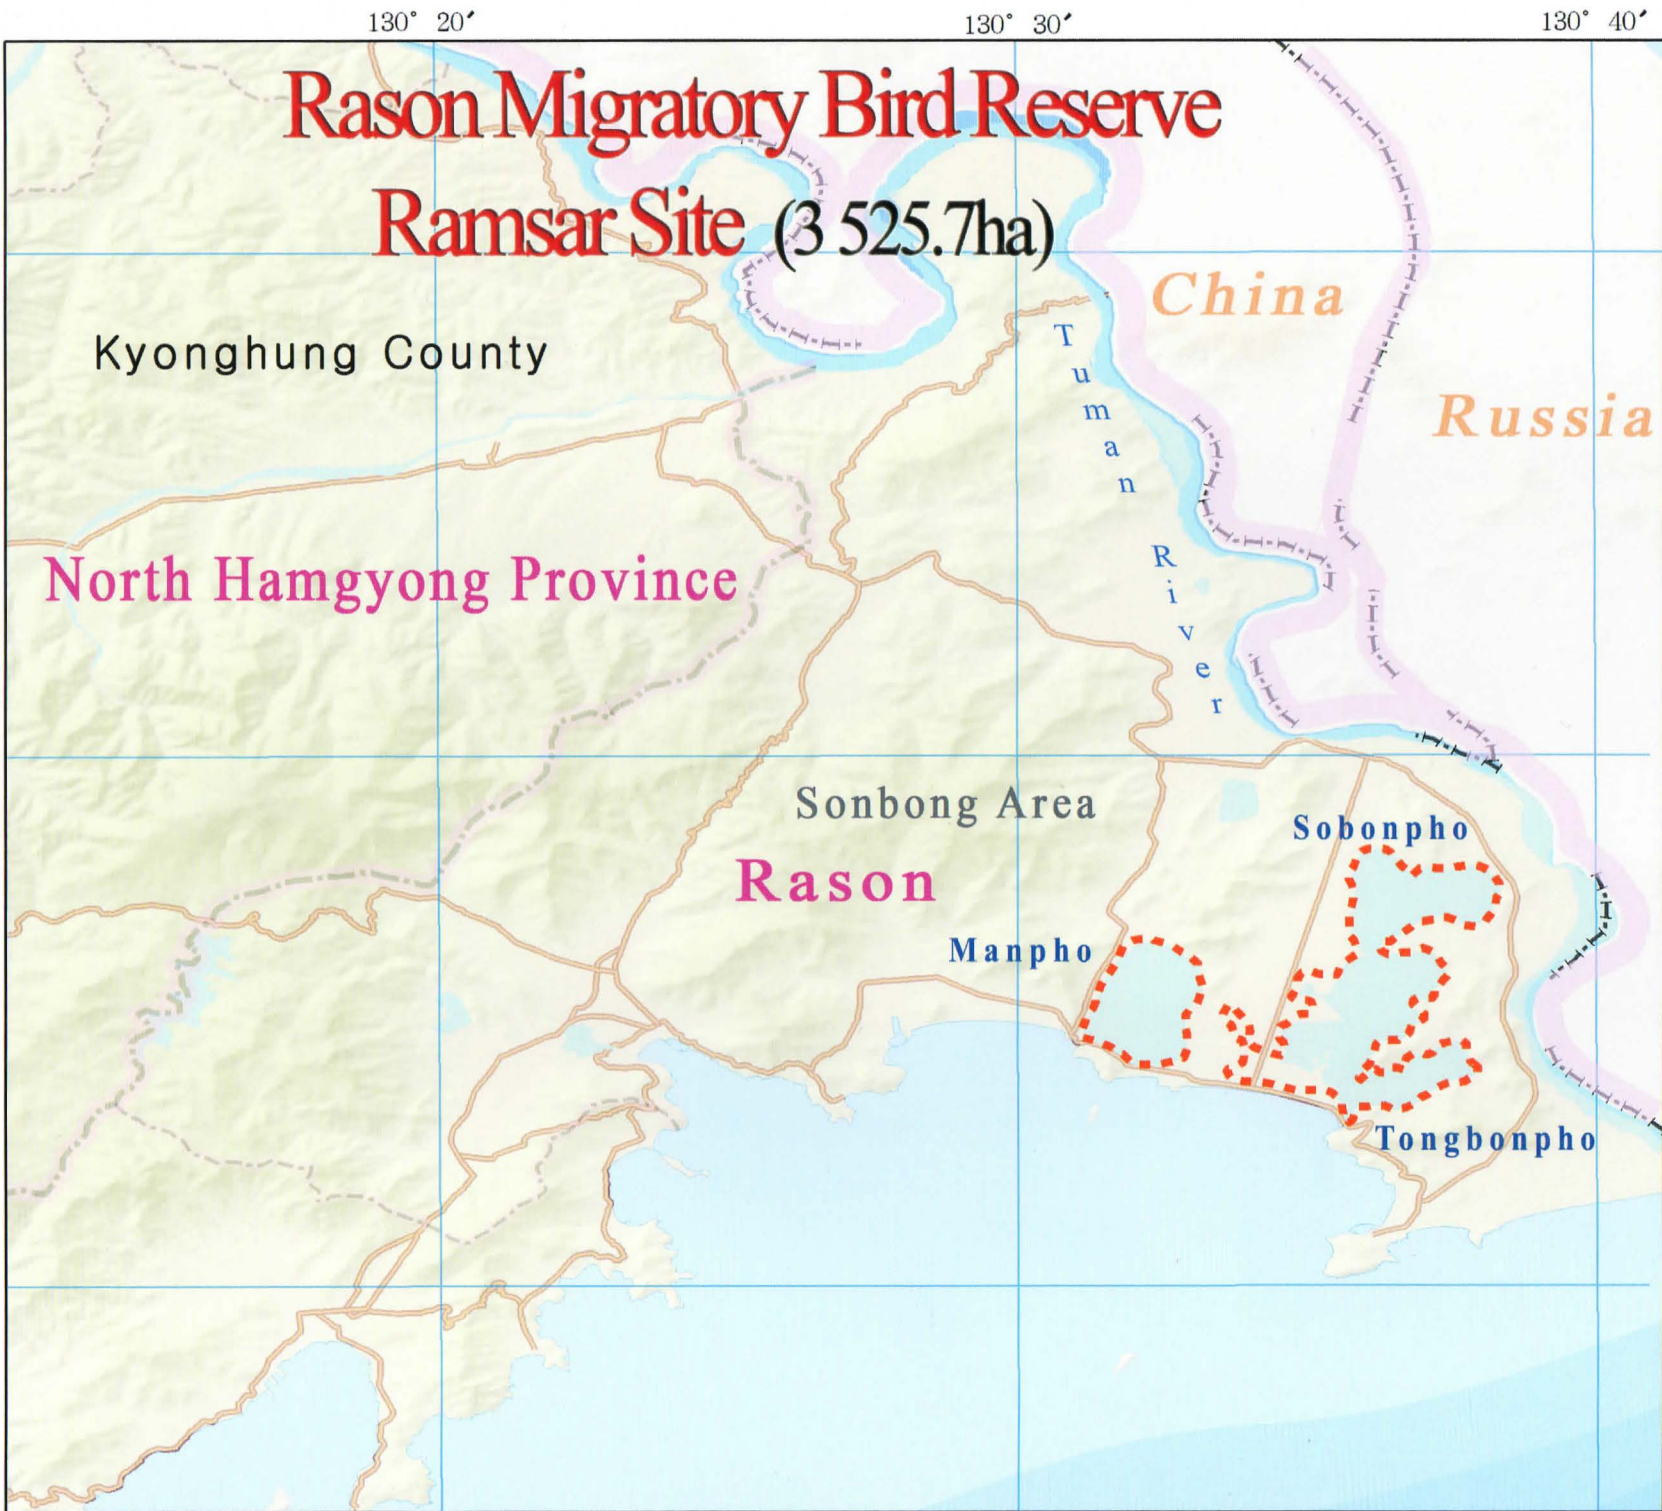 130° 20′
130° 30′
130° 40′
Rason Migratory Bird Reserve
Ramsar Site (3 525.7ha)
China
Kyonghung County
Tuman River
Russia
North Hamgyong Province
Sonbong Area
Sobonpho
Rason
Manpho
Tongbonpho